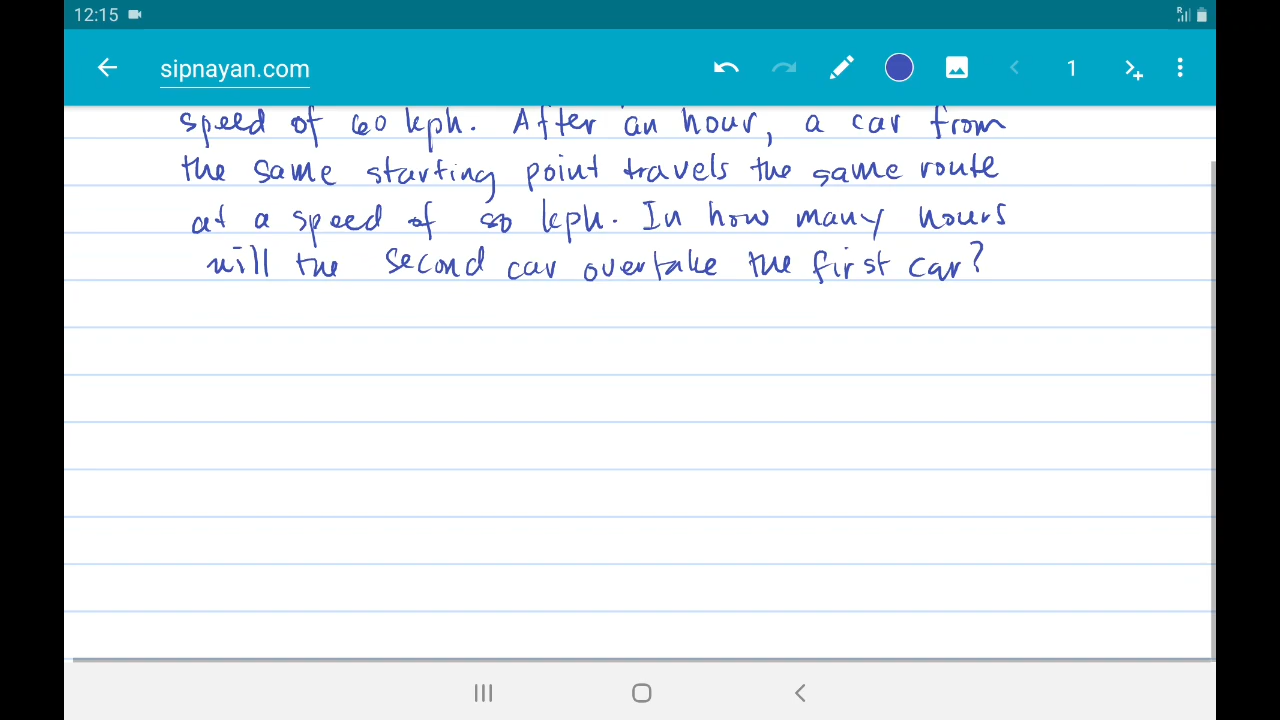 12:15
sipnayan.com
1
speed of 60 kph. After an hour, a car from
the same starting point travels the same route
at a speed of 80 kph. In how many hours
will the second car overtake the first car?